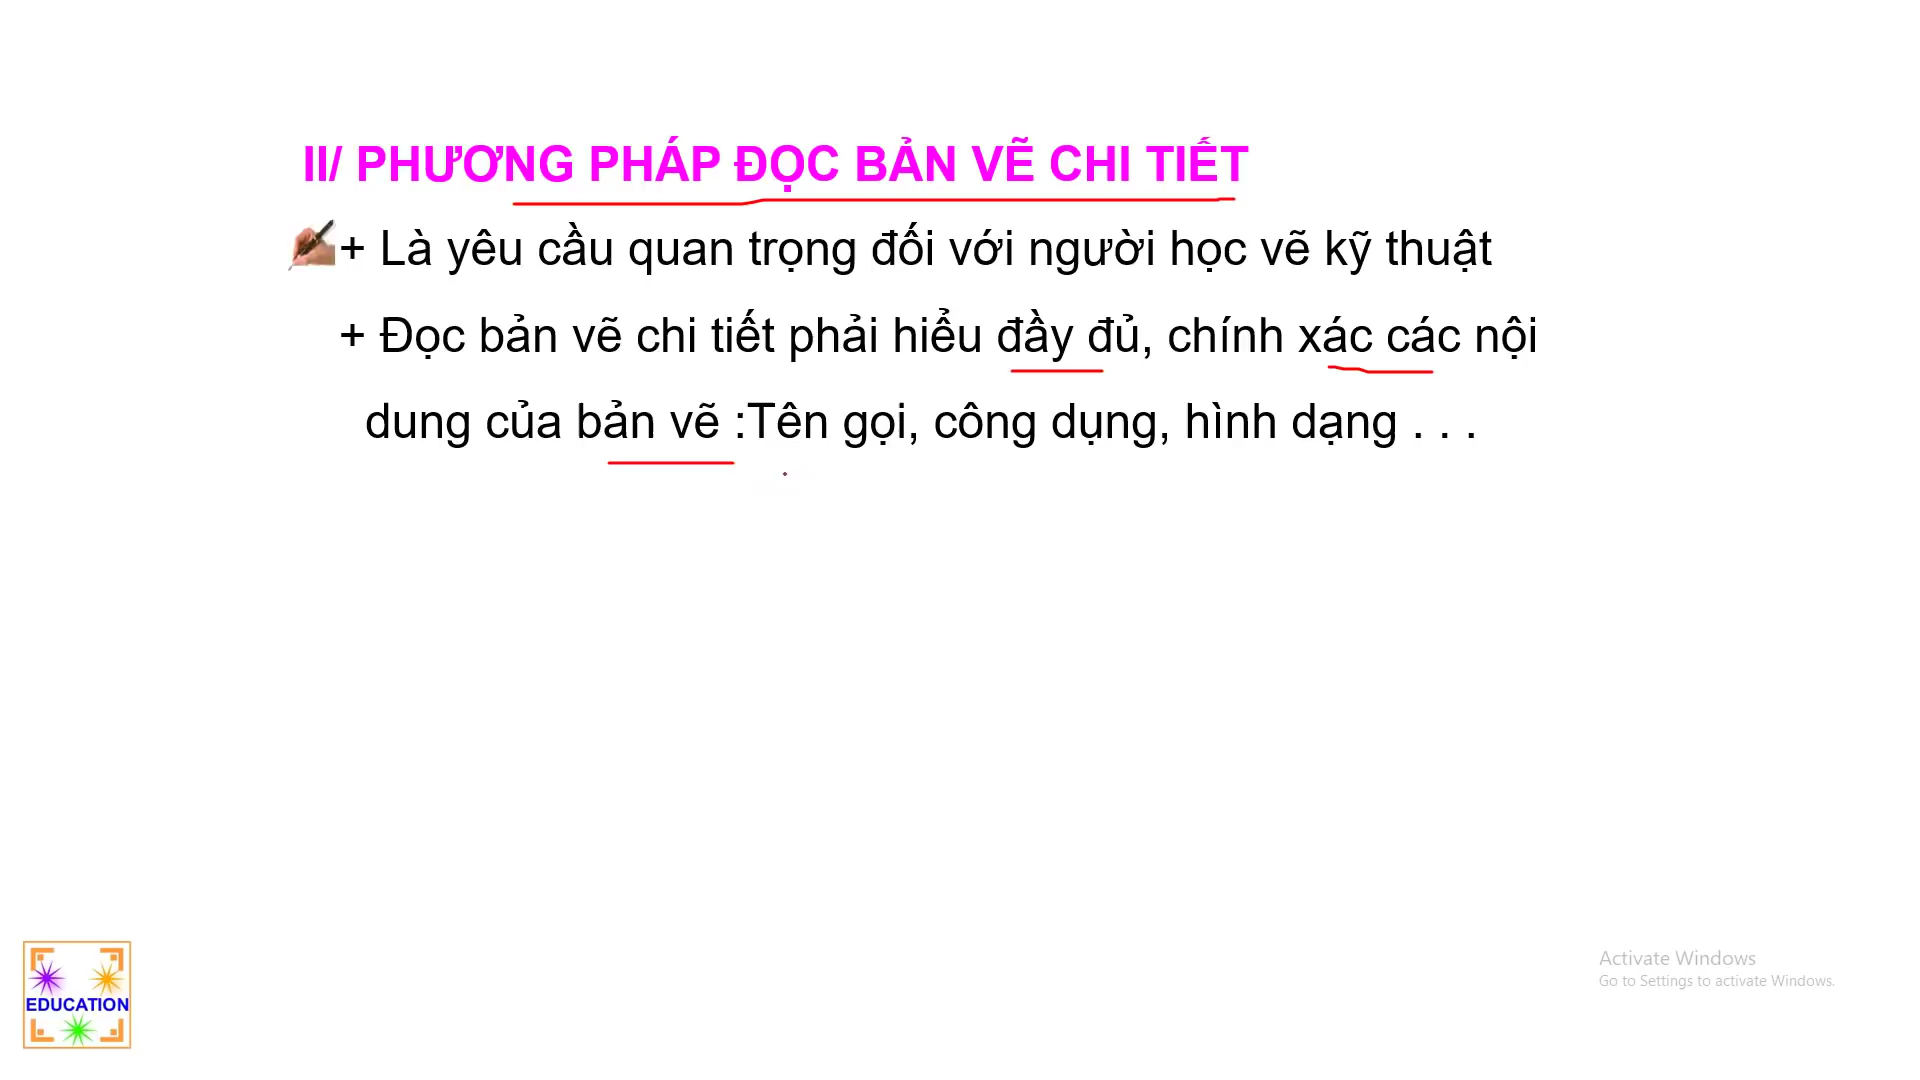 II/ PHƯƠNG PHÁP ĐỌC BẢN VẼ CHI TIẾT
+ Là yêu cầu quan trọng đối với người học vẽ kỹ thuật
+ Đọc bản vẽ chi tiết phải hiểu đầy đủ, chính xác các nội
dung của bản vẽ :Tên gọi, công dụng, hình dạng . . .
EDUCATION
Activate Windows
Go to Settings to activate Windows.